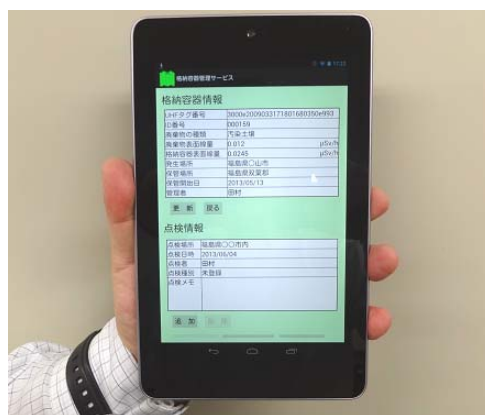 格納容器管理サービス
格納容器情報
UHFタグ番号 3000e2009033171801680350e993
ID番号 000159
廃棄物の種類 汚染土壌
廃棄物表面線量 0.012 μSv/h
格納容器表面線量 0.0245 μSv/h
発生場所 福島県〇山市
保管場所 福島県双葉郡
保管開始日 2013/05/13
管理者 田村
更 新 戻る
点検情報
点検場所 福島県〇〇市内
点検日時 2013/06/04
点検者 田村
点検種別 未登録
点検メモ
追 加